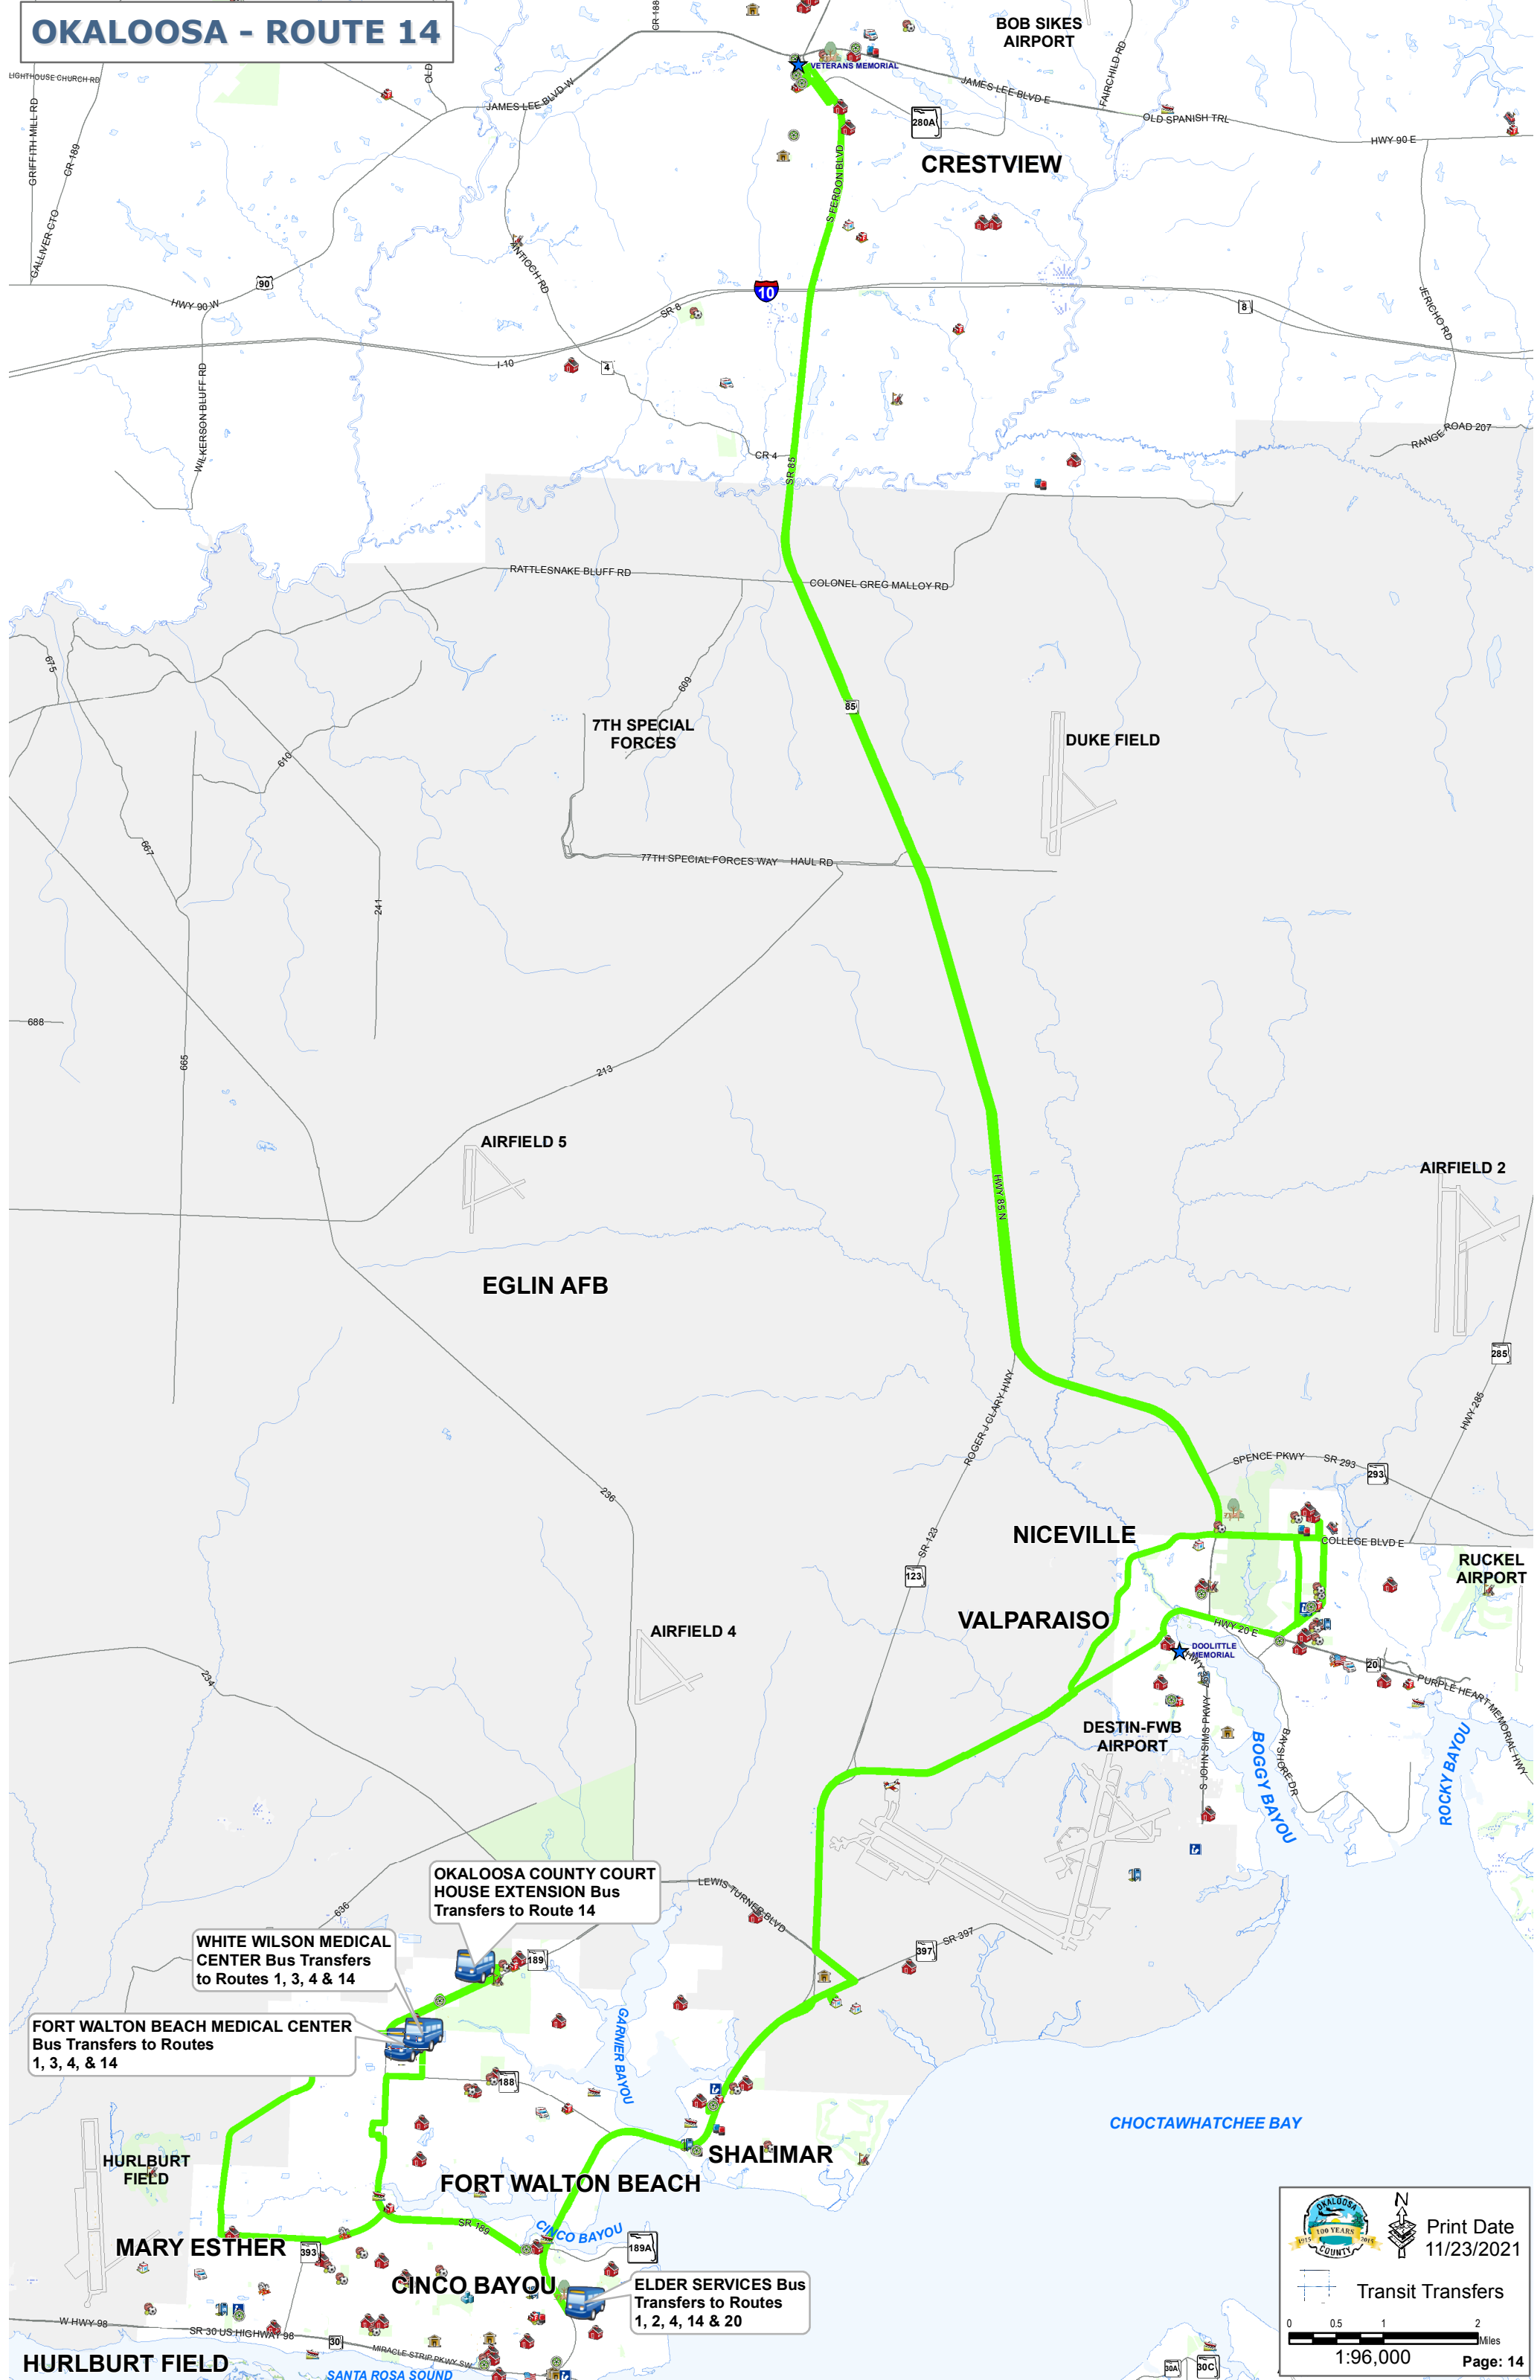 OKALOOSA - ROUTE 14
CR 188
BOB SIKES
AIRPORT
FAIRCHILD RD
LIGHTHOUSE CHURCH RD
OLD
VETERANS MEMORIAL
JAMES LEE BLVD W
JAMES LEE BLVD E
GRIFFITH MILL RD
CR 189
280A
OLD SPANISH TRL
HWY 90 E
CRESTVIEW
S FERDON BLVD
GALLIVER CTO
ANTIOCH RD
90
HWY 90 W
10
SR 8
8
JERICHO RD
I-10
4
WILKERSON BLUFF RD
CR 4
SR 85
RANGE ROAD 207
RATTLESNAKE BLUFF RD
COLONEL GREG MALLOY RD
675
609
85
7TH SPECIAL
FORCES
DUKE FIELD
610
667
77TH SPECIAL FORCES WAY
HAUL RD
241
688
665
213
AIRFIELD 5
AIRFIELD 2
HWY 85 N
EGLIN AFB
285
HWY 285
ROGER J CLARY HWY
SPENCE PKWY
SR 293
293
236
NICEVILLE
COLLEGE BLVD E
SR 123
123
RUCKEL
AIRPORT
VALPARAISO
AIRFIELD 4
HWY 20 E
DOOLITTLE
MEMORIAL
HWY
20
234
PURPLE HEART MEMORIAL HWY
DESTIN-FWB
AIRPORT
S JOHN SIMS PKWY
BOGGY BAYOU
BAYSHORE DR
ROCKY BAYOU
OKALOOSA COUNTY COURT
HOUSE EXTENSION Bus
Transfers to Route 14
LEWIS TURNER BLVD
636
WHITE WILSON MEDICAL
CENTER Bus Transfers
to Routes 1, 3, 4 & 14
189
397
SR 397
FORT WALTON BEACH MEDICAL CENTER
Bus Transfers to Routes
1, 3, 4, & 14
GARNIER BAYOU
188
CHOCTAWHATCHEE BAY
SHALIMAR
HURLBURT
FIELD
FORT WALTON BEACH
SR 189
CINCO BAYOU
MARY ESTHER
393
189A
CINCO BAYOU
ELDER SERVICES Bus
Transfers to Routes
1, 2, 4, 14 & 20
W HWY 98
SR 30 US HIGHWAY 98
30
MIRACLE STRIP PKWY SW
HURLBURT FIELD
SANTA ROSA SOUND
30A
30C
OKALOOSA
1915
100 YEARS
2015
COUNTY
N
Print Date
11/23/2021
Transit Transfers
0 0.5 1 2
Miles
1:96,000
Page: 14